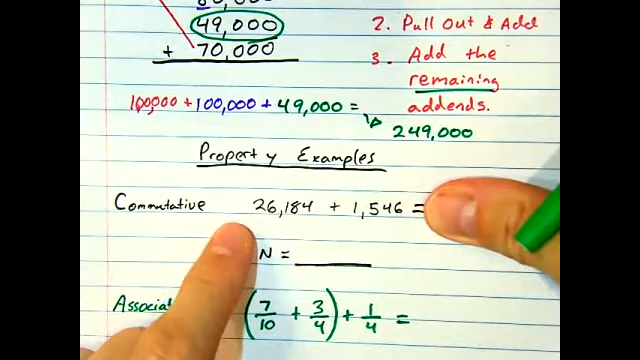 49,000
+ 70,000
2. Pull Out & Add
3. Add the
remaining
addends.
100,000 + 100,000 + 49,000 =
249,000
Property Examples
Commutative 26,184 + 1,546 =
N = ____
(7/10 + 3/4) + 1/4 =